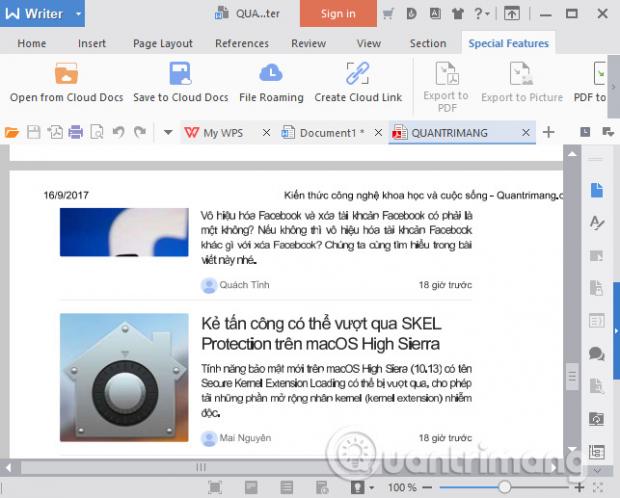 Writer
QUA...ter
Sign in
Home Insert Page Layout References Review View Section Special Features
Open from Cloud Docs Save to Cloud Docs File Roaming Create Cloud Link Export to PDF Export to Picture PDF to
My WPS Document1 * QUANTRIMANG
16/9/2017 Kiến thức công nghệ khoa học và cuộc sống - Quantrimang.c
Vô hiệu hóa Facebook và xóa tài khoản Facebook có phải là
một không? Nếu không thì vô hiệu hóa tài khoản Facebook
khác gì với xóa Facebook? Chúng ta cùng tìm hiểu trong bài
viết này nhé.
Quách Tỉnh 18 giờ trước
Kẻ tấn công có thể vượt qua SKEL
Protection trên macOS High Sierra
Tính năng bảo mật mới trên macOS High Siera (10.13) có tên
Secure Kernel Extension Loading có thể bị vượt qua, cho phép
tải những phần mở rộng nhân kernel (kernel extension) nhiễm
độc.
Mai Nguyên 18 giờ trước
Quantrimang
100 %